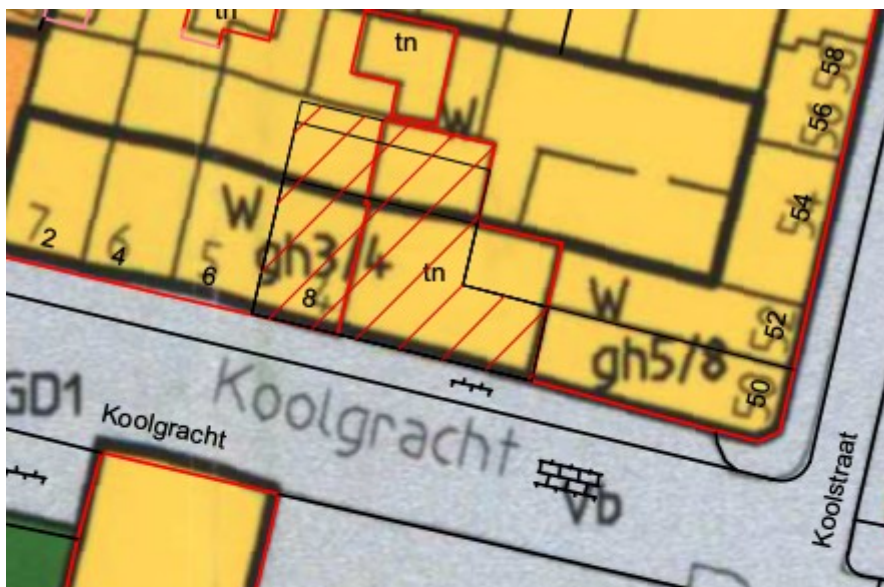 tn
tn
58
56
W
54
W
gh3/4
7
2
6
4
5
6
8
tn
W
52
gh5/8
50
GD1
Koolgracht
Koolgracht
Koolstraat
Vb